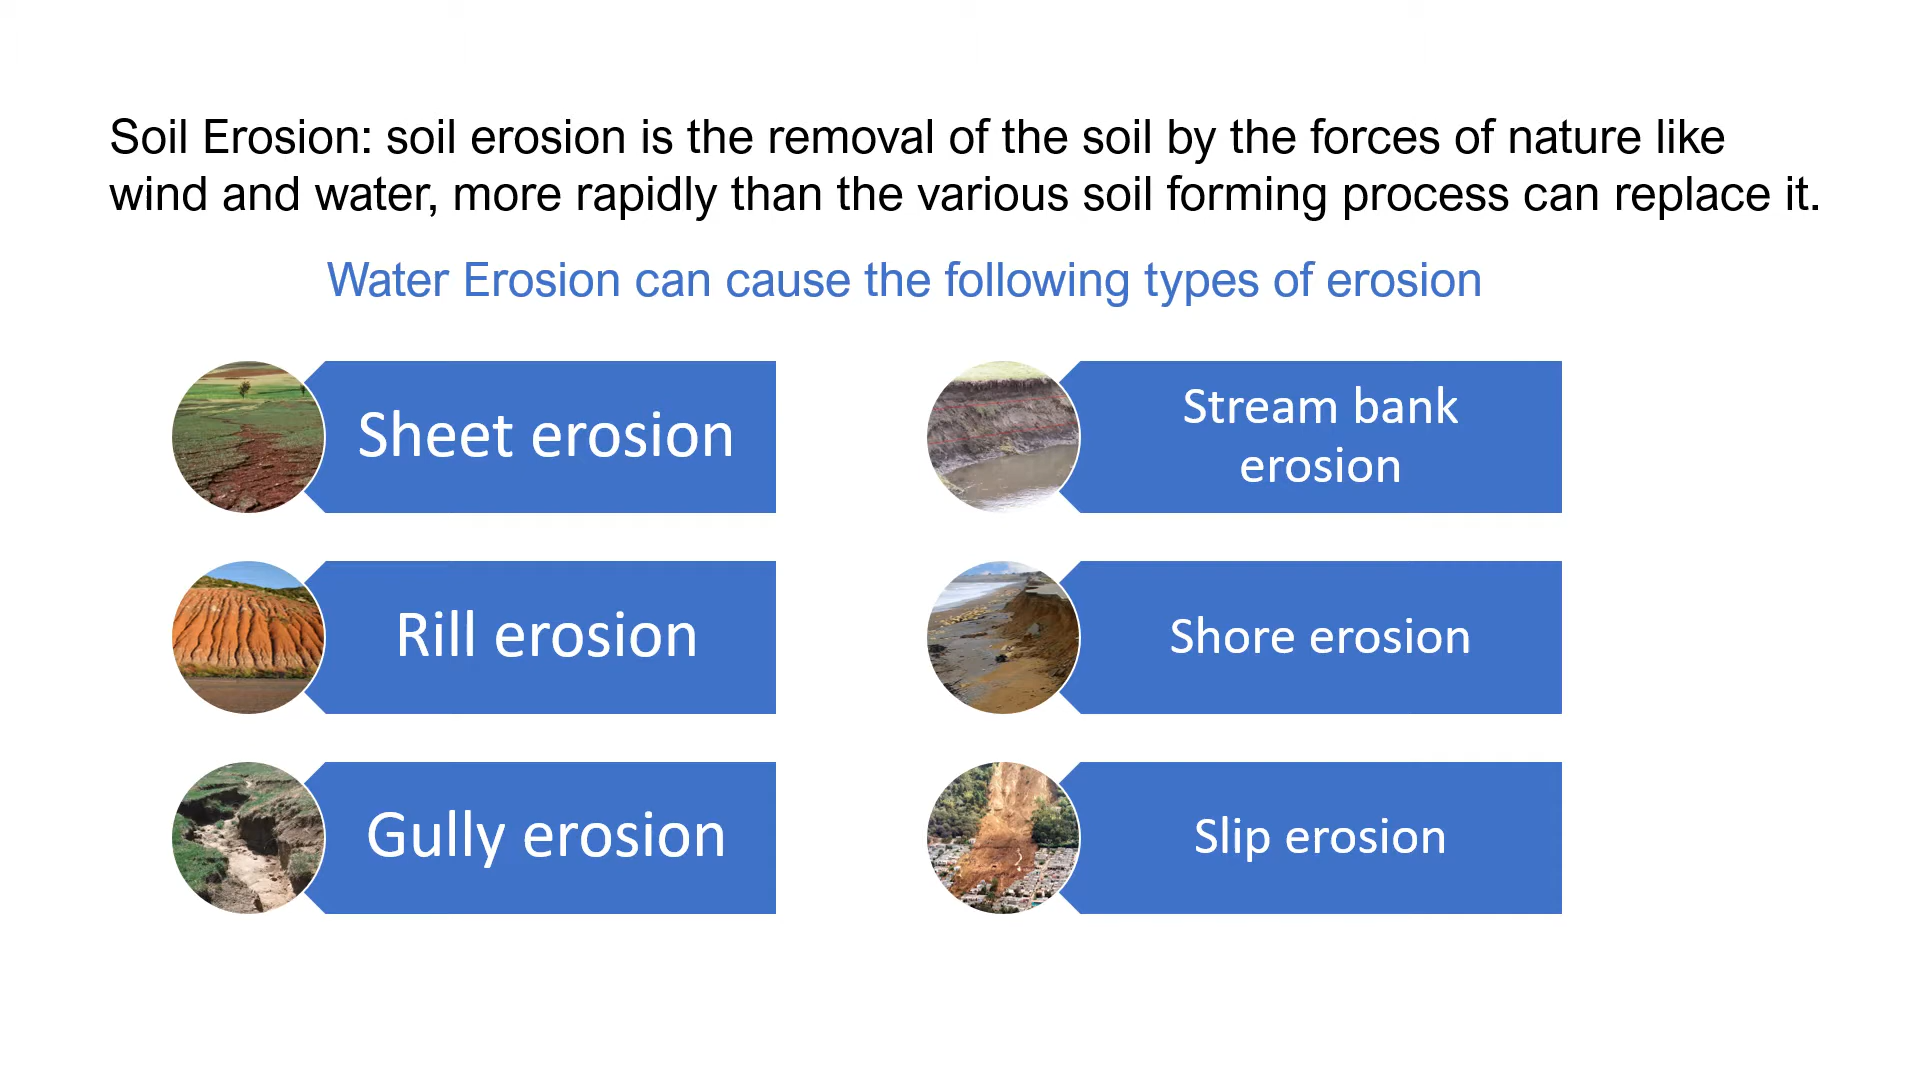 Soil Erosion: soil erosion is the removal of the soil by the forces of nature like
wind and water, more rapidly than the various soil forming process can replace it.
Water Erosion can cause the following types of erosion
Sheet erosion
Rill erosion
Gully erosion
Stream bank
erosion
Shore erosion
Slip erosion